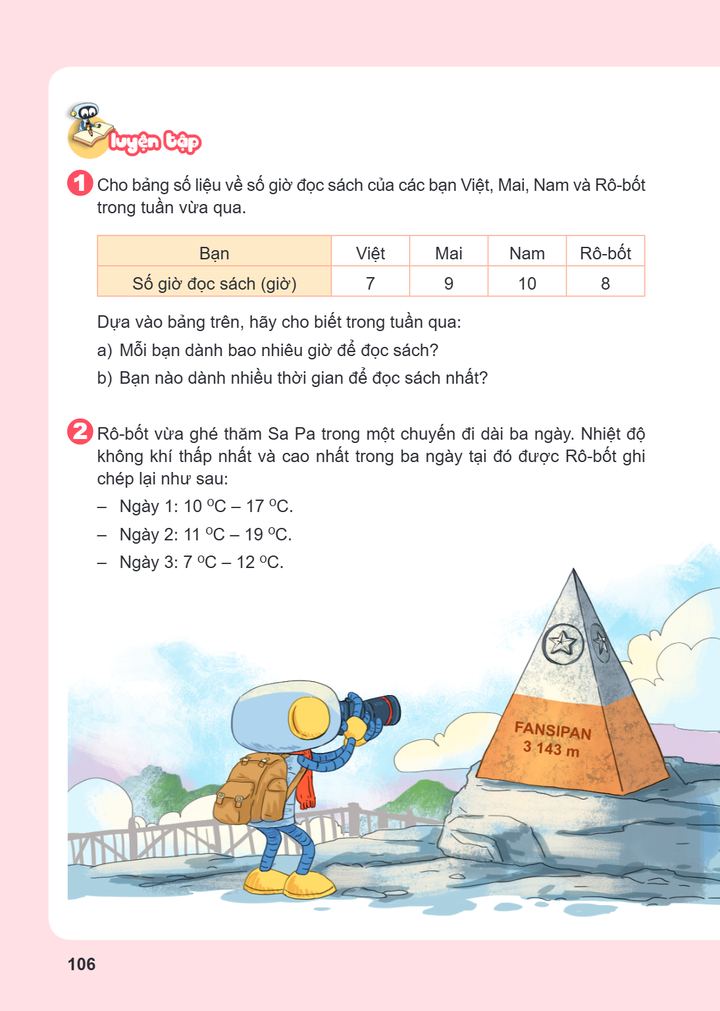 luyện tập
1 Cho bảng số liệu về số giờ đọc sách của các bạn Việt, Mai, Nam và Rô-bốt
trong tuần vừa qua.
Bạn Việt Mai Nam Rô-bốt
Số giờ đọc sách (giờ) 7 9 10 8
Dựa vào bảng trên, hãy cho biết trong tuần qua:
a) Mỗi bạn dành bao nhiêu giờ để đọc sách?
b) Bạn nào dành nhiều thời gian để đọc sách nhất?
2 Rô-bốt vừa ghé thăm Sa Pa trong một chuyến đi dài ba ngày. Nhiệt độ
không khí thấp nhất và cao nhất trong ba ngày tại đó được Rô-bốt ghi
chép lại như sau:
– Ngày 1: 10 ⁰C – 17 ⁰C.
– Ngày 2: 11 ⁰C – 19 ⁰C.
– Ngày 3: 7 ⁰C – 12 ⁰C.
FANSIPAN
3 143 m
106